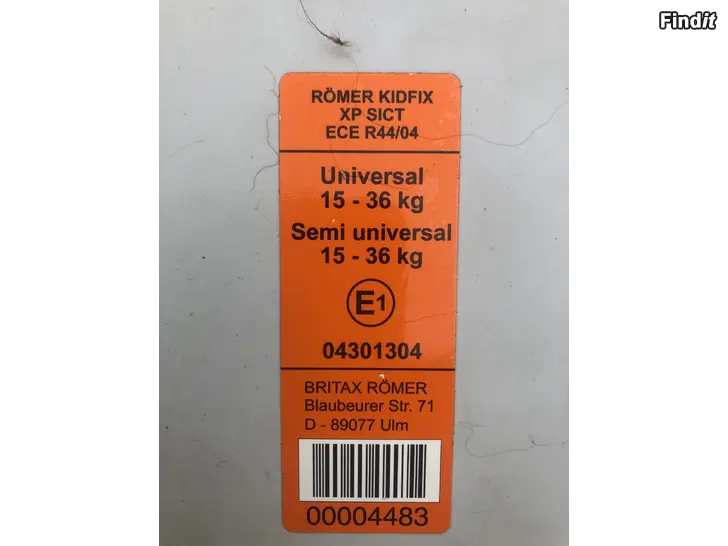 Findit
RÖMER KIDFIX
XP SICT
ECE R44/04
Universal
15 - 36 kg
Semi universal
15 - 36 kg
E1
04301304
BRITAX RÖMER
Blaubeurer Str. 71
D - 89077 Ulm
00004483